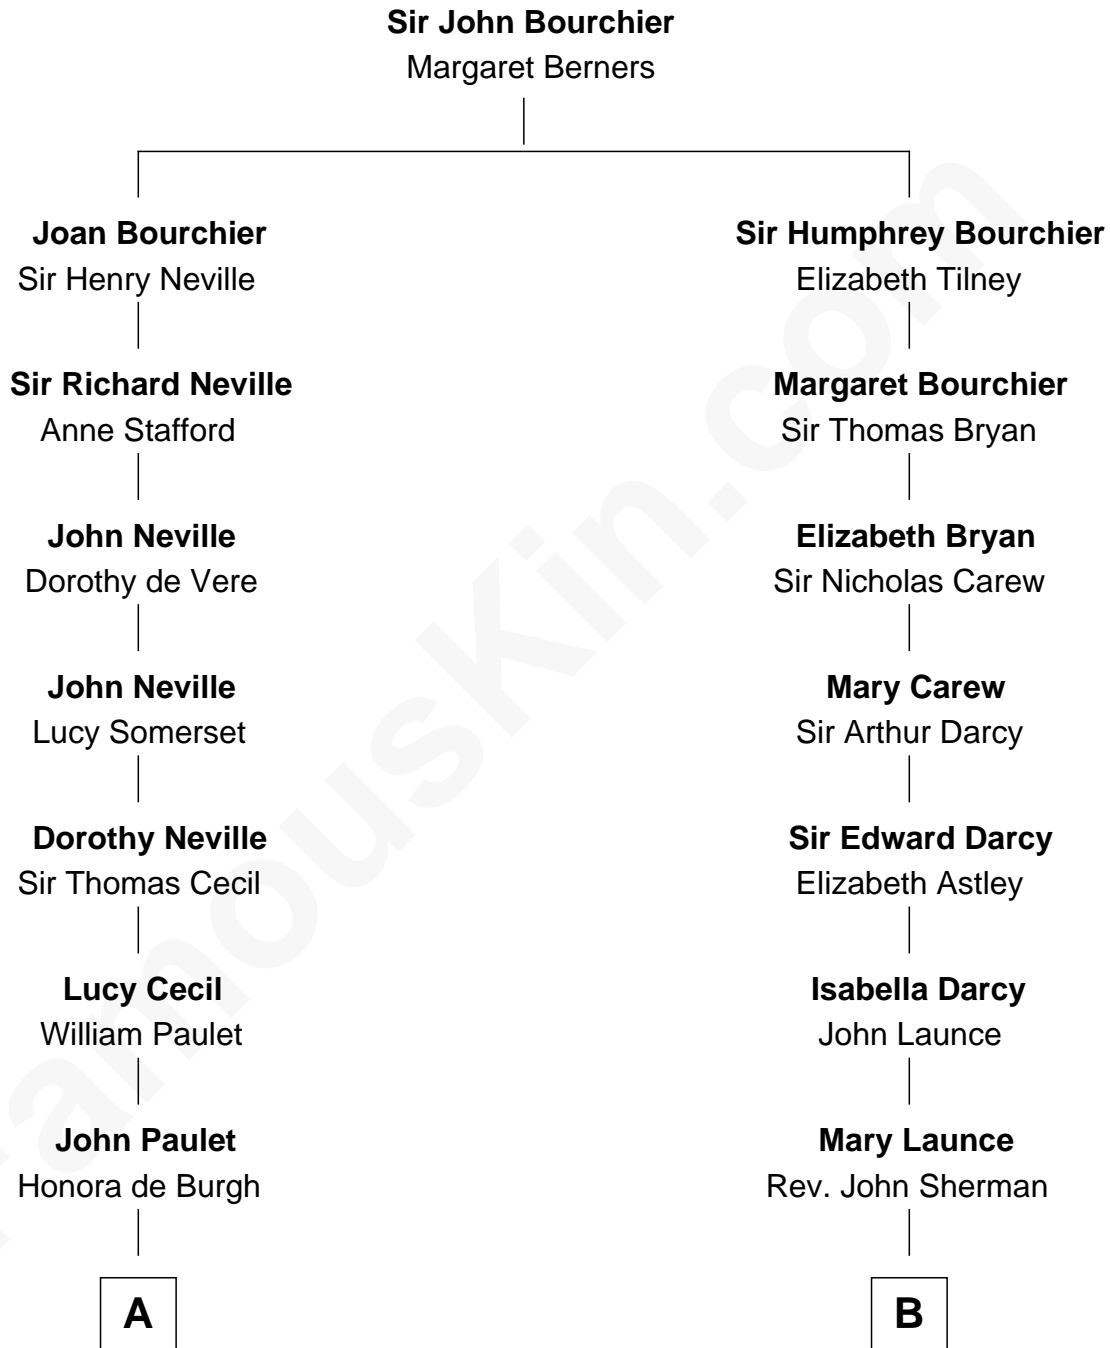 Sir John Bourchier
Margaret Berners
Joan Bourchier
Sir Henry Neville
Sir Richard Neville
Anne Stafford
John Neville
Dorothy de Vere
John Neville
Lucy Somerset
Dorothy Neville
Sir Thomas Cecil
Lucy Cecil
William Paulet
John Paulet
Honora de Burgh
A
Sir Humphrey Bourchier
Elizabeth Tilney
Margaret Bourchier
Sir Thomas Bryan
Elizabeth Bryan
Sir Nicholas Carew
Mary Carew
Sir Arthur Darcy
Sir Edward Darcy
Elizabeth Astley
Isabella Darcy
John Launce
Mary Launce
Rev. John Sherman
B
FamousKin.com